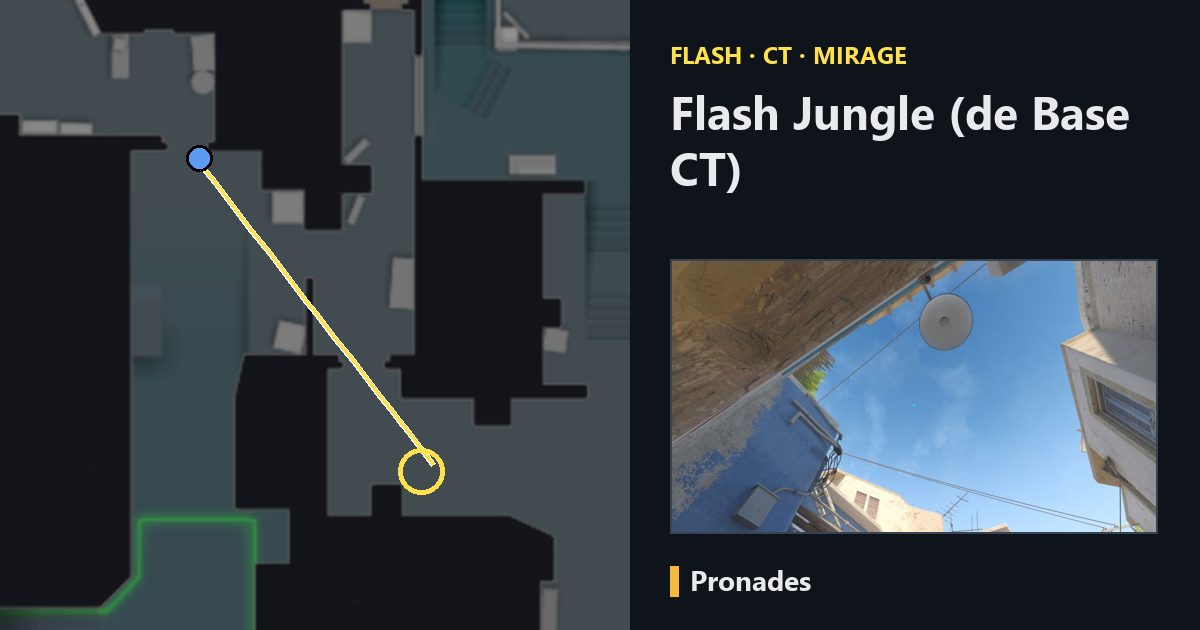 FLASH · CT · MIRAGE
Flash Jungle (de Base
CT)
Pronades